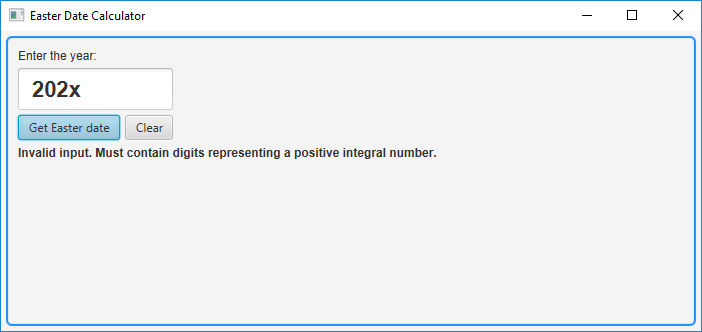 Easter Date Calculator
Enter the year:
202x
Get Easter date Clear
Invalid input. Must contain digits representing a positive integral number.